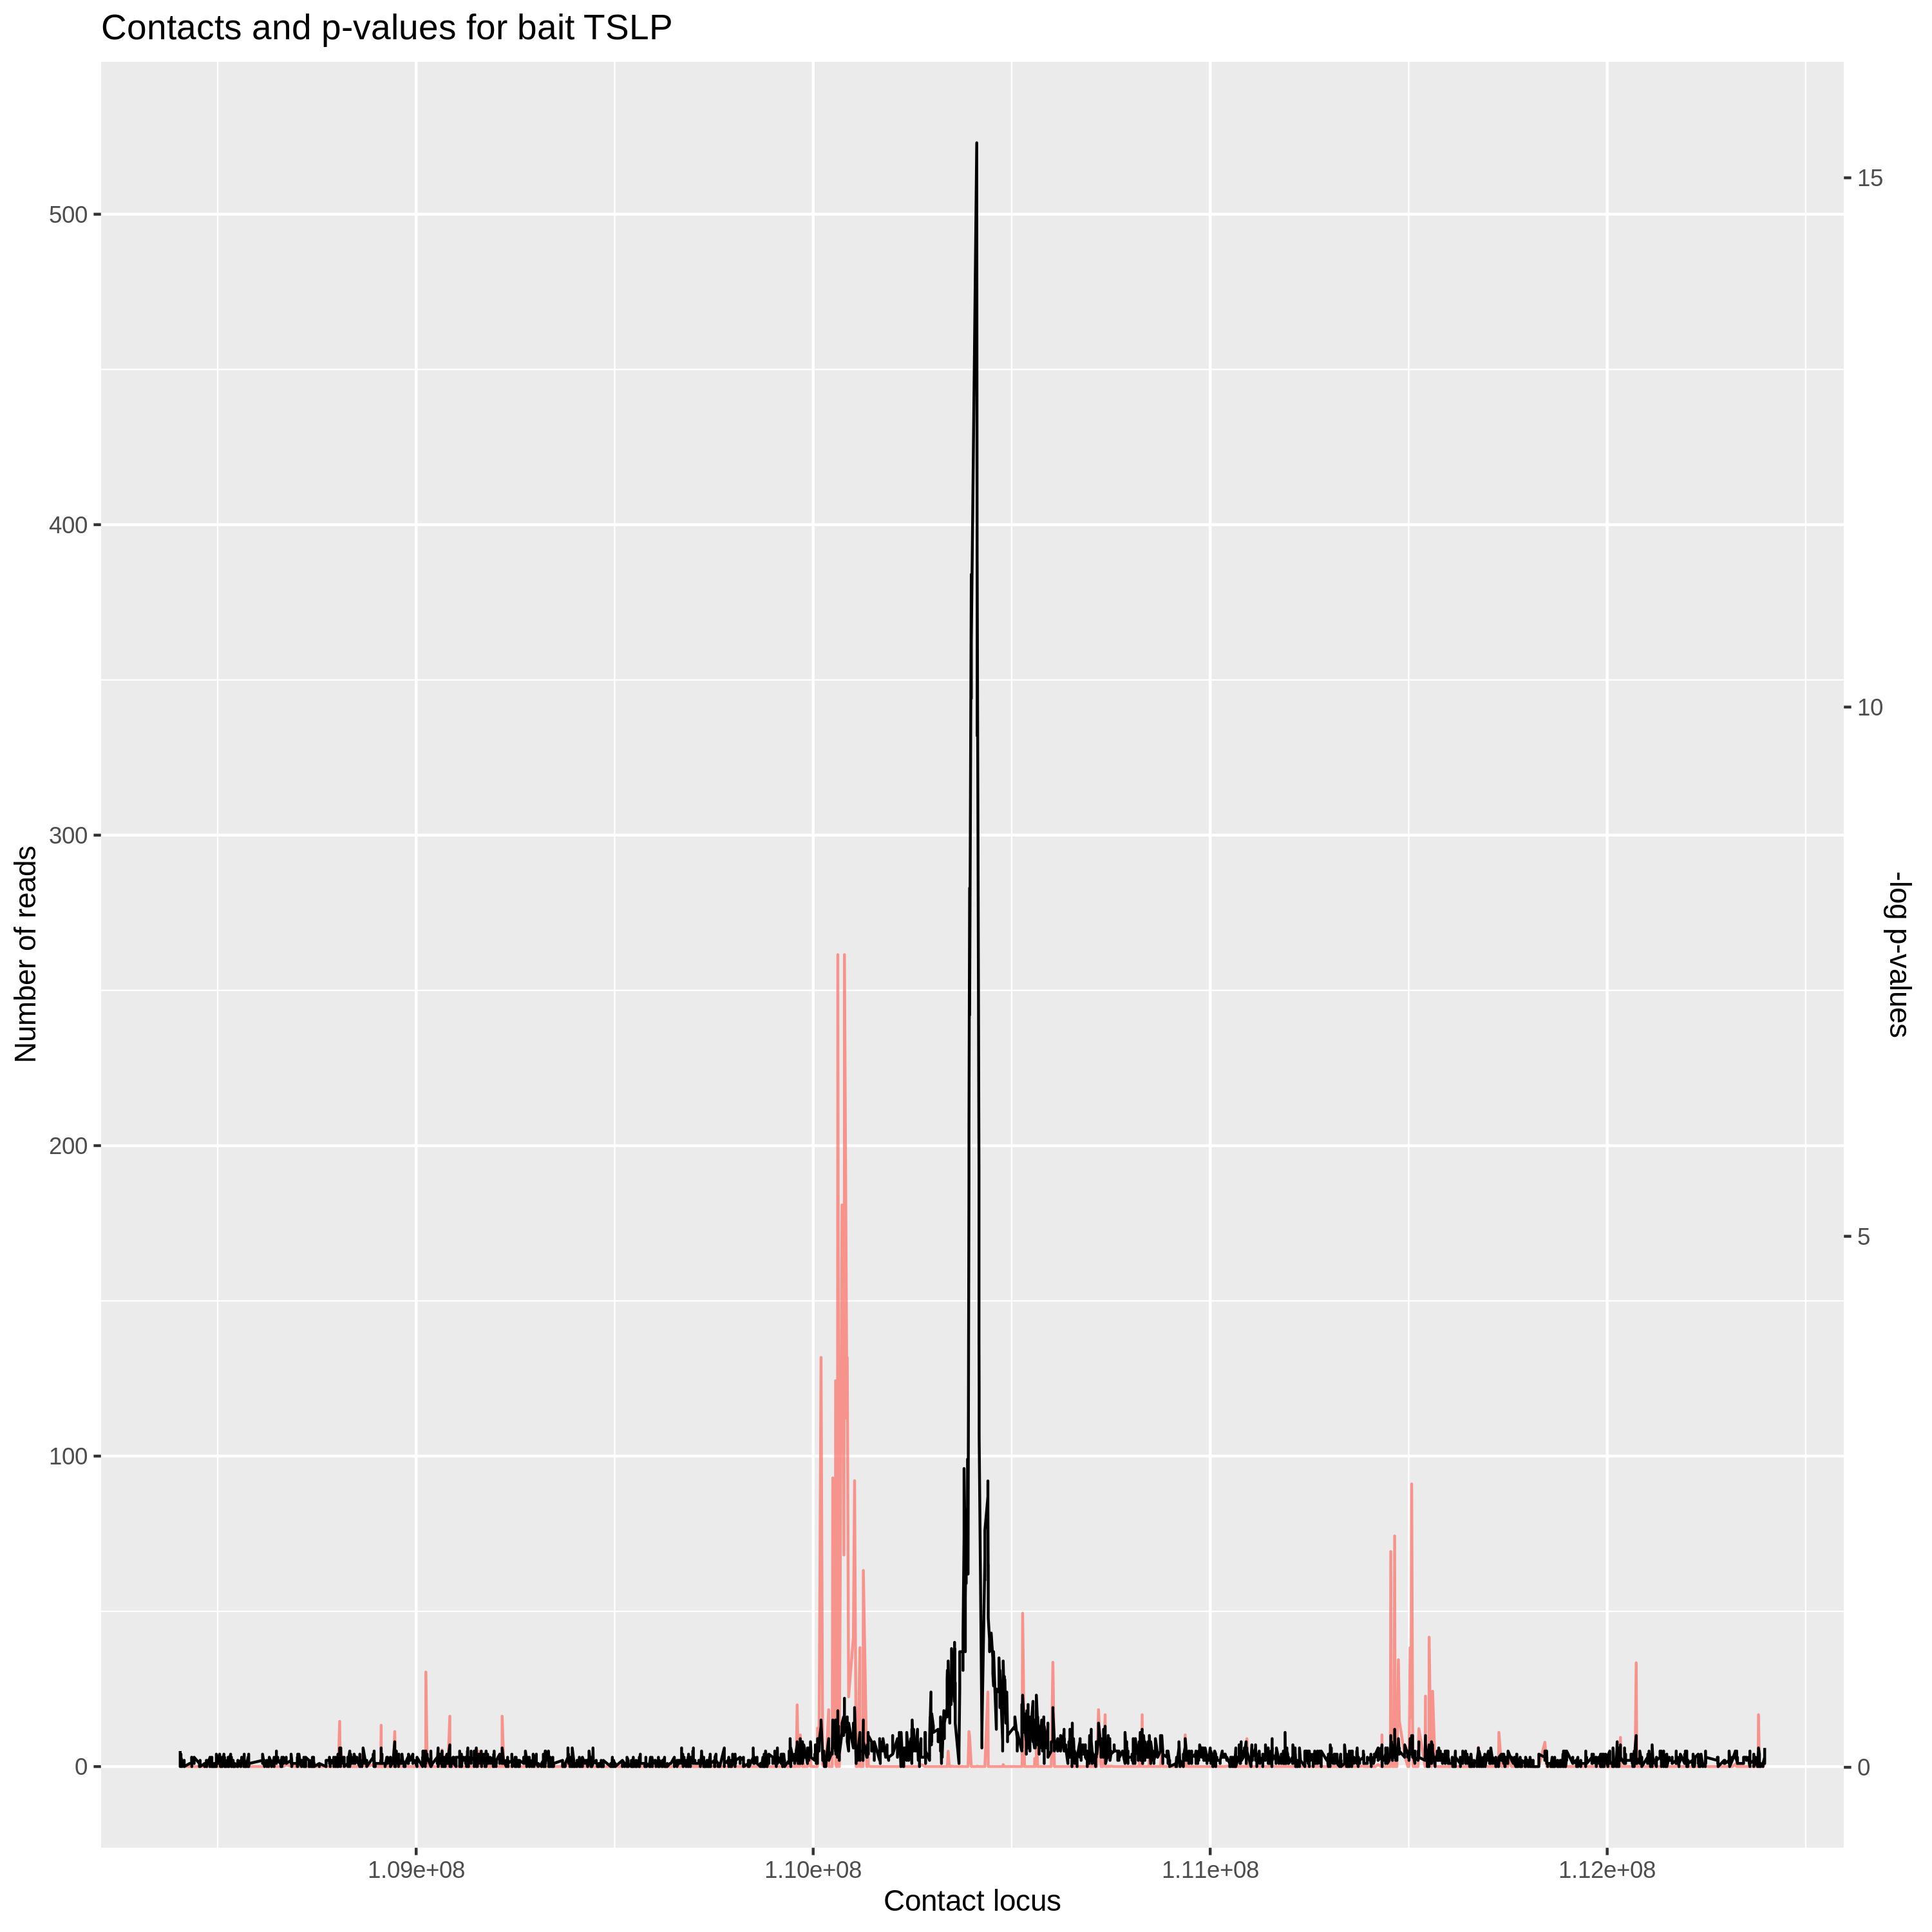 Contacts and p-values for bait TSLP
500
400
300
200
100
0
Number of reads
15
10
5
0
-log p-values
1.09e+08
1.10e+08
1.11e+08
1.12e+08
Contact locus